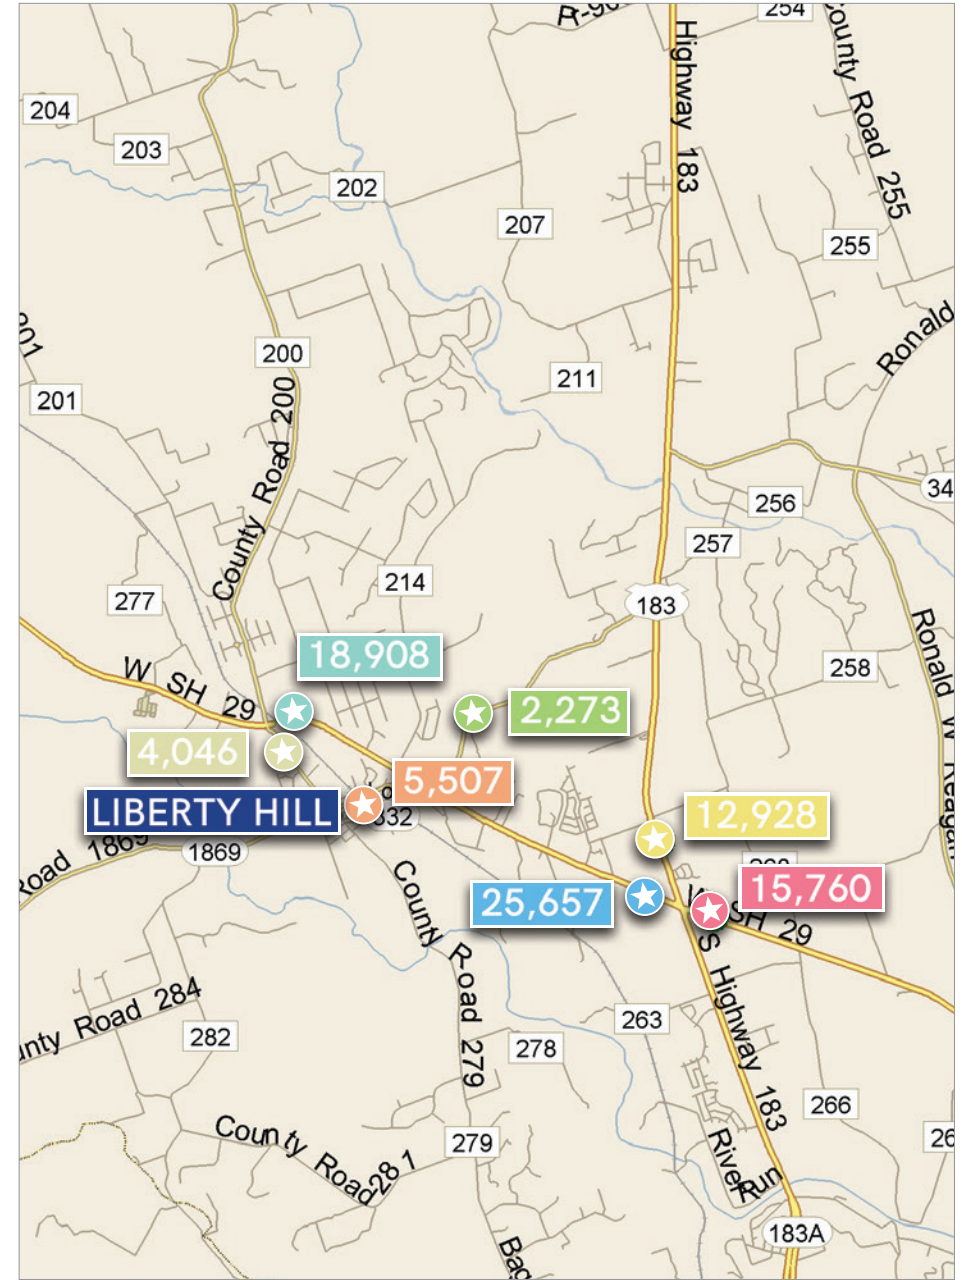 254
Highway 183
County Road 255
204
203
202
207
255
Ronald
201
200
211
201
County Road 200
256
257
214
277
183
Ronald W Reagan
18,908
258
W SH 29
2,273
4,046
5,507
LIBERTY HILL
12,928
1869
Road 1869
15,760
25,657
W SH 29
County Road 279
S Highway 183
County Road 284
263
282
278
266
County Road 281
279
River Run
183A